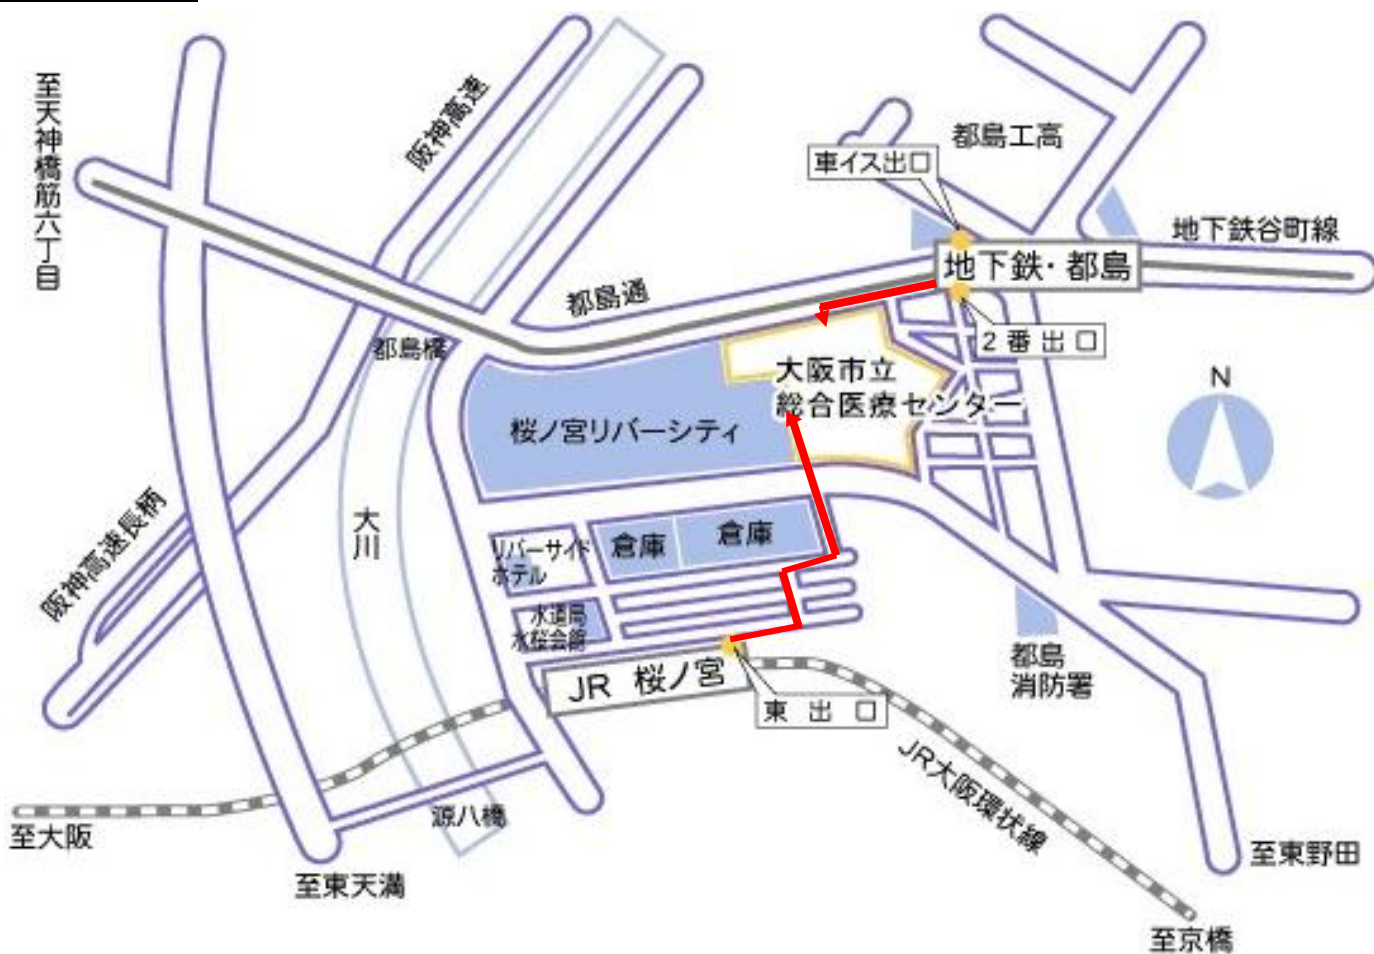 至天神橋筋六丁目
阪神高速
都島工高
車イス出口
地下鉄谷町線
地下鉄・都島
都島通
2番出口
都島橋
大阪市立
総合医療センター
N
桜ノ宮リバーシティ
阪神高速長柄
大川
リバーサイド
ホテル
倉庫
倉庫
水道局
水桜会館
JR 桜ノ宮
都島
消防署
東出口
JR大阪環状線
源八橋
至大阪
至東天満
至東野田
至京橋